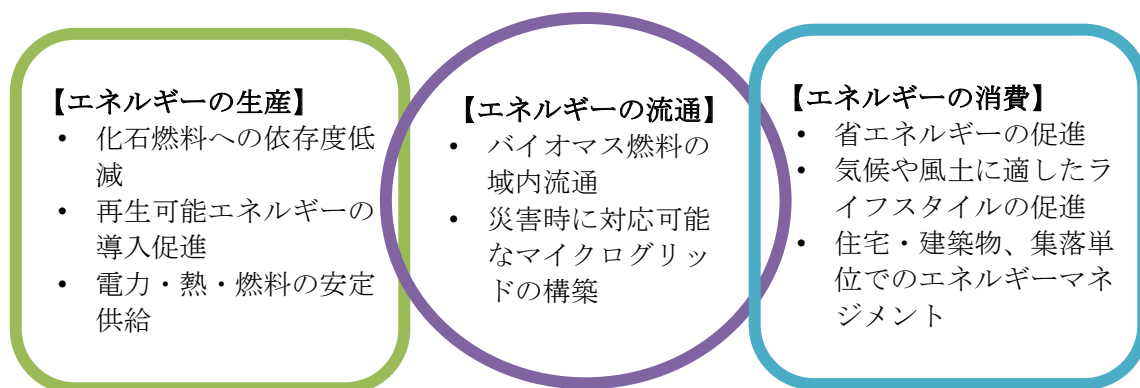 【エネルギーの生産】
• 化石燃料への依存度低
減
• 再生可能エネルギーの
導入促進
• 電力・熱・燃料の安定
供給
【エネルギーの流通】
• バイオマス燃料の
域内流通
• 災害時に対応可能
なマイクログリッ
ドの構築
【エネルギーの消費】
• 省エネルギーの促進
• 気候や風土に適したラ
イフスタイルの促進
• 住宅・建築物、集落単
位でのエネルギーマネ
ジメント